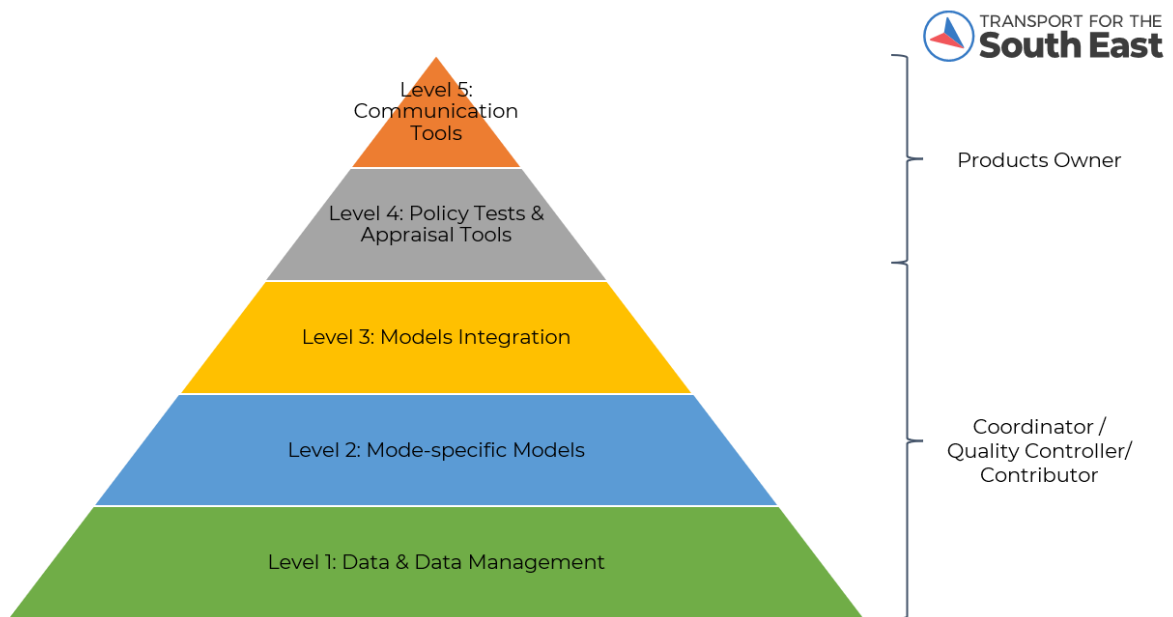 TRANSPORT FOR THE
South East
Level 5:
Communication
Tools
Products Owner
Level 4: Policy Tests &
Appraisal Tools
Level 3: Models Integration
Coordinator /
Quality Controller/
Contributor
Level 2: Mode-specific Models
Level 1: Data & Data Management